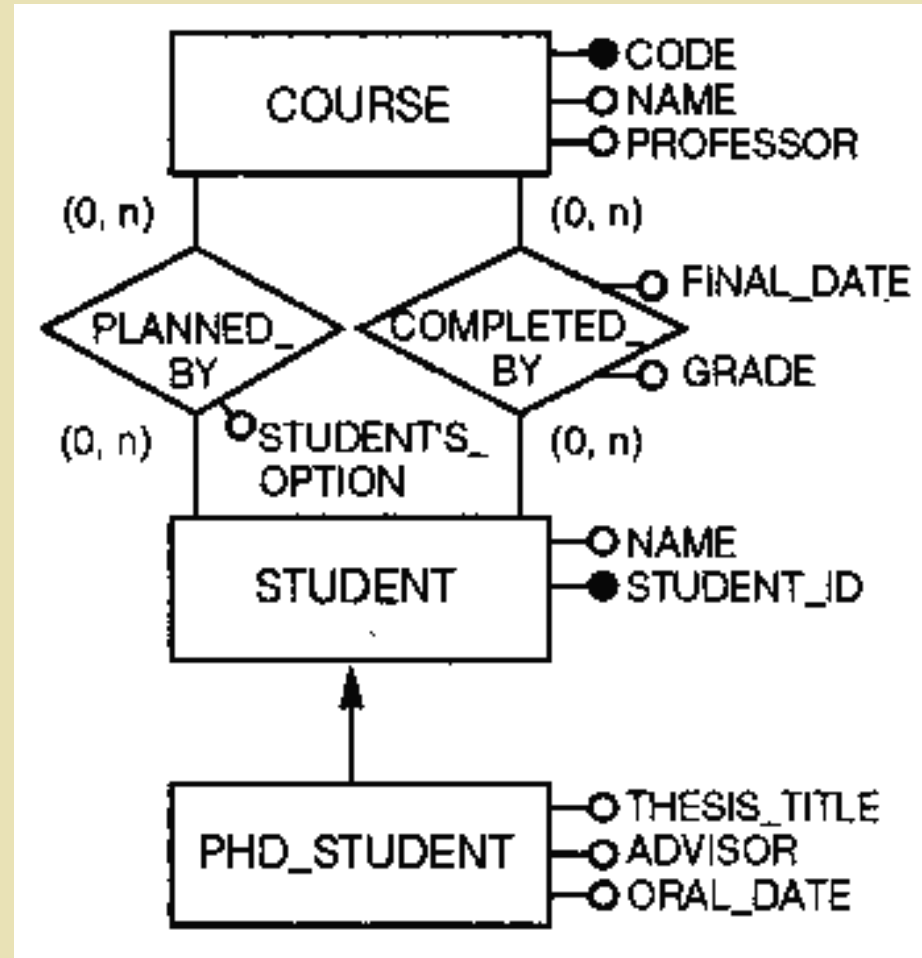 COURSE
CODE
NAME
PROFESSOR
(0, n)
(0, n)
PLANNED_
BY
COMPLETED_
BY
FINAL_DATE
GRADE
(0, n)
STUDENT'S_
OPTION
(0, n)
STUDENT
NAME
STUDENT_ID
PHD_STUDENT
THESIS_TITLE
ADVISOR
ORAL_DATE